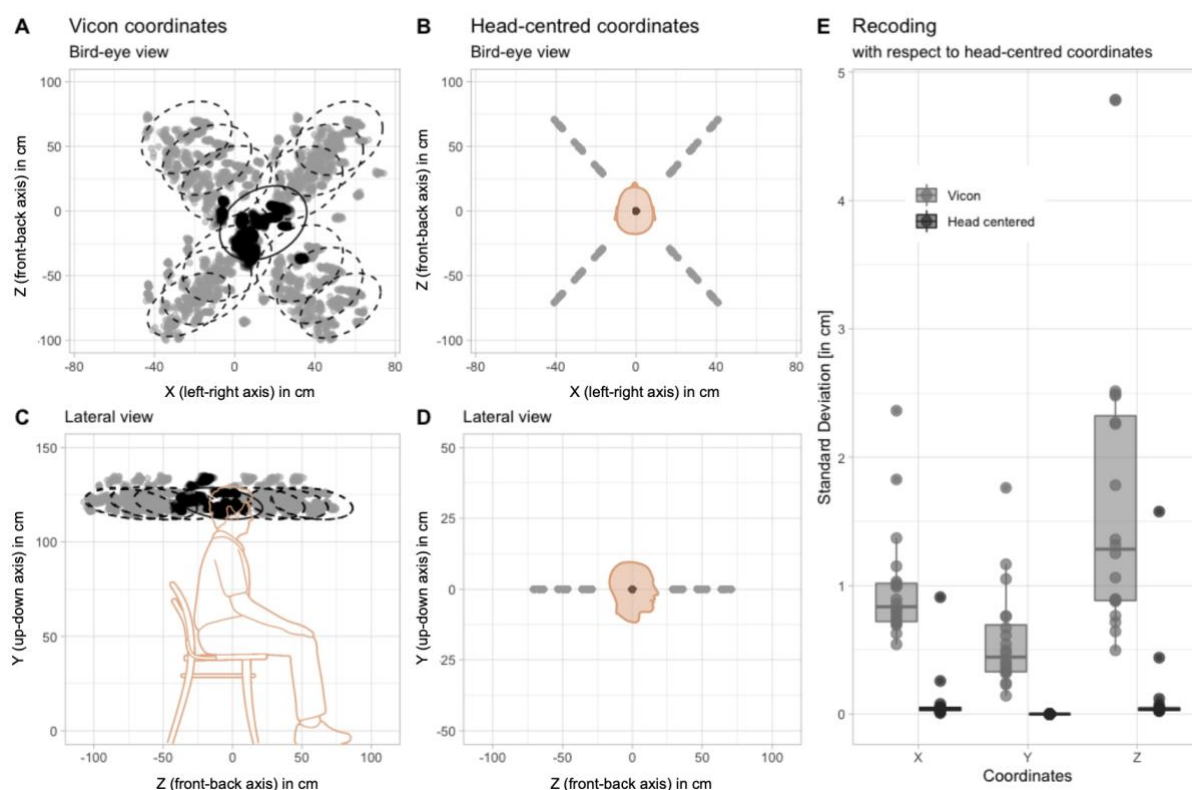 A Vicon coordinates
Bird-eye view
Z (front-back axis) in cm
100
50
0
-50
-100
-80 -40 0 40 80
X (left-right axis) in cm
B Head-centred coordinates
Bird-eye view
Z (front-back axis) in cm
100
50
0
-50
-100
-80 -40 0 40 80
X (left-right axis) in cm
C Lateral view
Y (up-down axis) in cm
150
100
50
0
-100 -50 0 50 100
Z (front-back axis) in cm
D Lateral view
Y (up-down axis) in cm
50
25
0
-25
-50
-100 -50 0 50 100
Z (front-back axis) in cm
E Recoding
with respect to head-centred coordinates
Standard Deviation [in cm]
5
4
3
2
1
0
Vicon
Head centered
X Y Z
Coordinates